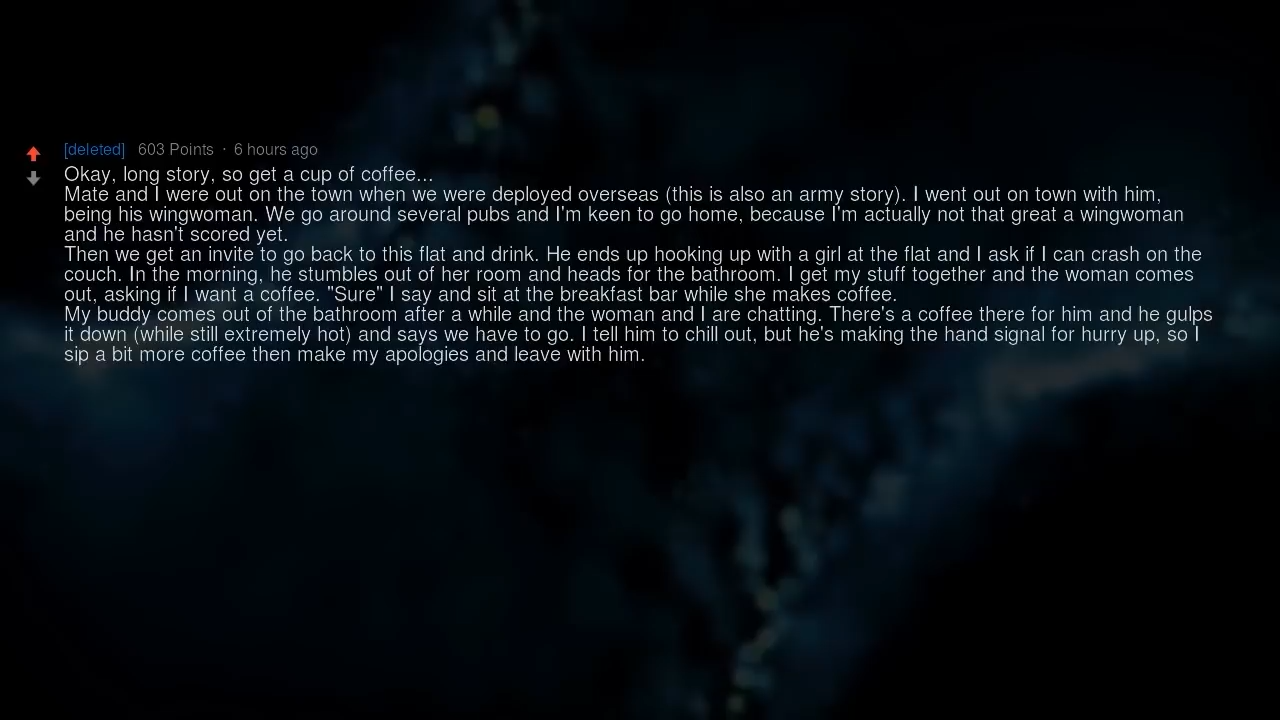 [deleted] 603 Points · 6 hours ago
Okay, long story, so get a cup of coffee...
Mate and I were out on the town when we were deployed overseas (this is also an army story). I went out on town with him,
being his wingwoman. We go around several pubs and I'm keen to go home, because I'm actually not that great a wingwoman
and he hasn't scored yet.
Then we get an invite to go back to this flat and drink. He ends up hooking up with a girl at the flat and I ask if I can crash on the
couch. In the morning, he stumbles out of her room and heads for the bathroom. I get my stuff together and the woman comes
out, asking if I want a coffee. "Sure" I say and sit at the breakfast bar while she makes coffee.
My buddy comes out of the bathroom after a while and the woman and I are chatting. There's a coffee there for him and he gulps
it down (while still extremely hot) and says we have to go. I tell him to chill out, but he's making the hand signal for hurry up, so I
sip a bit more coffee then make my apologies and leave with him.